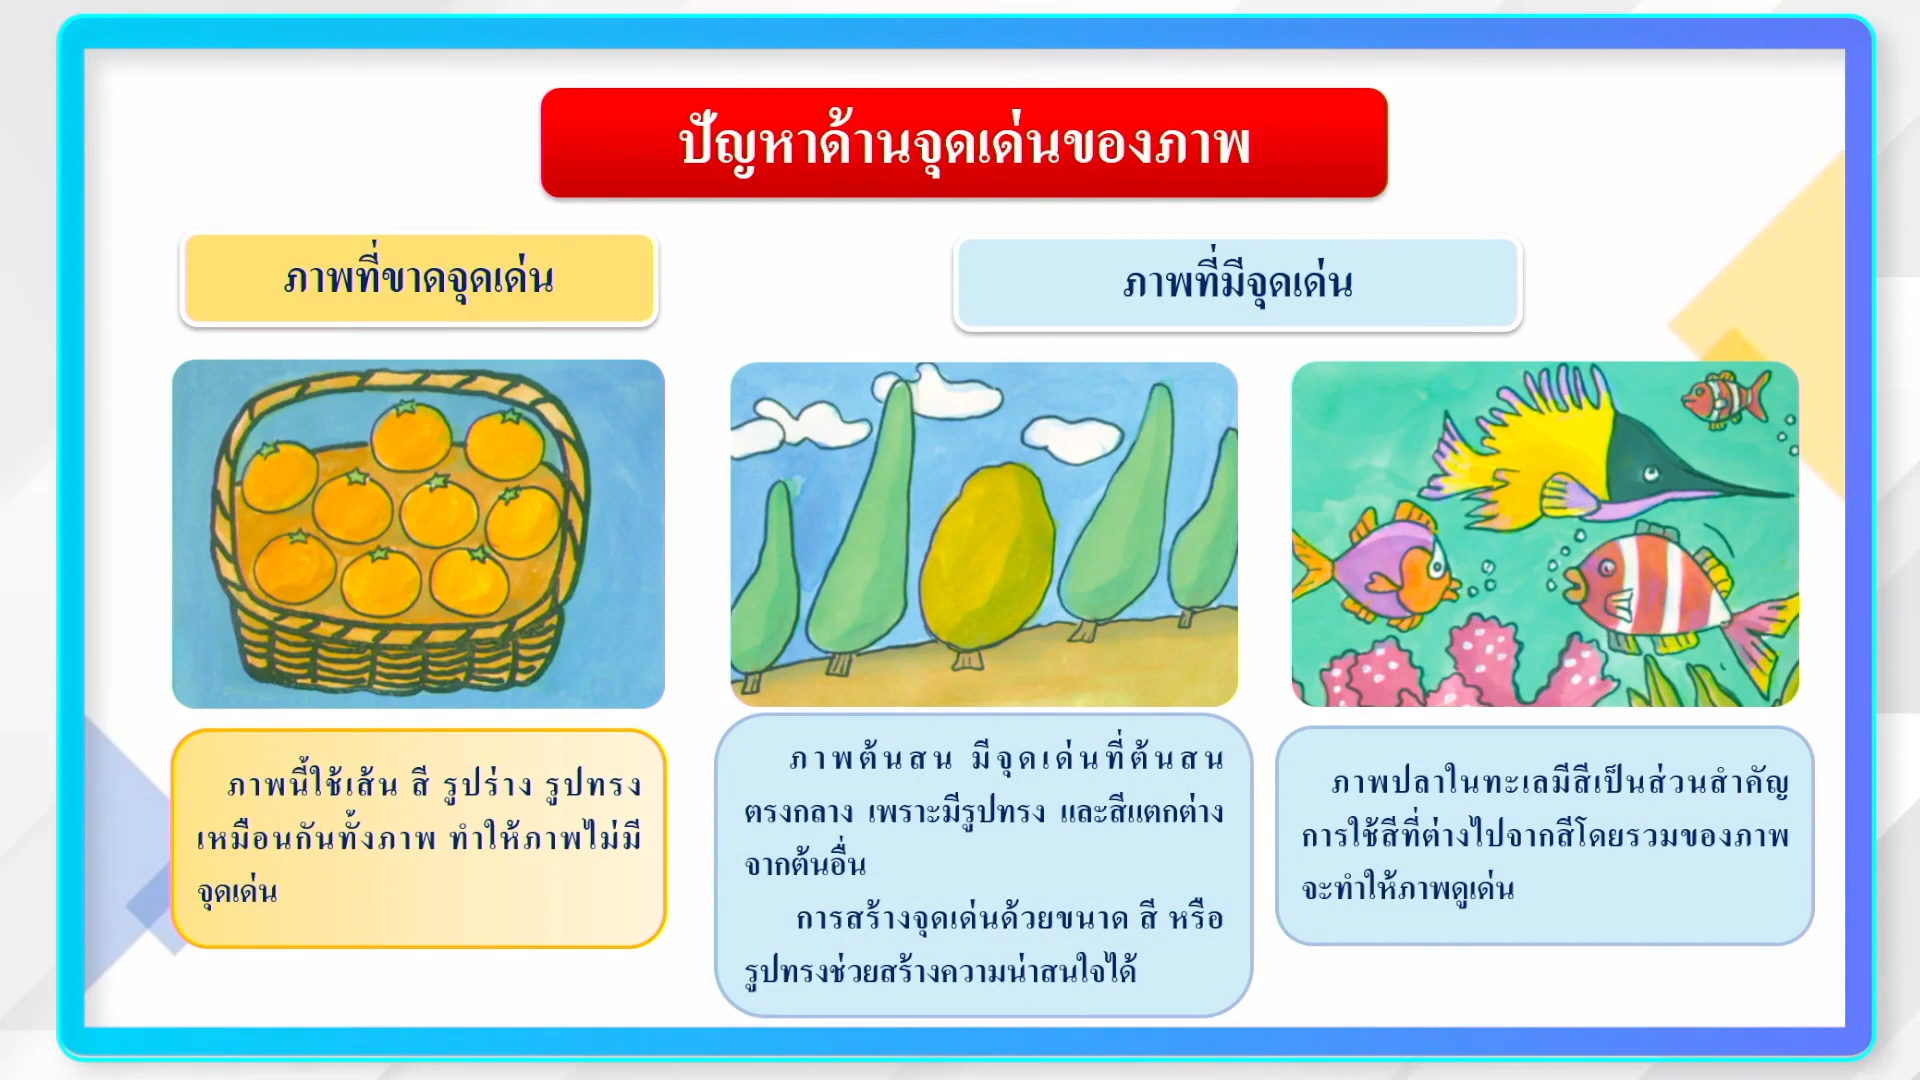 ปัญหาด้านจุดเด่นของภาพ
ภาพที่ขาดจุดเด่น
ภาพที่มีจุดเด่น
ภาพนี้ใช้เส้น สี รูปร่าง รูปทรง
เหมือนกันทั้งภาพ ทำให้ภาพไม่มี
จุดเด่น
ภาพต้นสน มีจุดเด่นที่ต้นสน
ตรงกลาง เพราะมีรูปทรง และสีแตกต่าง
จากต้นอื่น
การสร้างจุดเด่นด้วยขนาด สี หรือ
รูปทรงช่วยสร้างความน่าสนใจได้
ภาพปลาในทะเลมีสีเป็นส่วนสำคัญ
การใช้สีที่ต่างไปจากสีโดยรวมของภาพ
จะทำให้ภาพดูเด่น